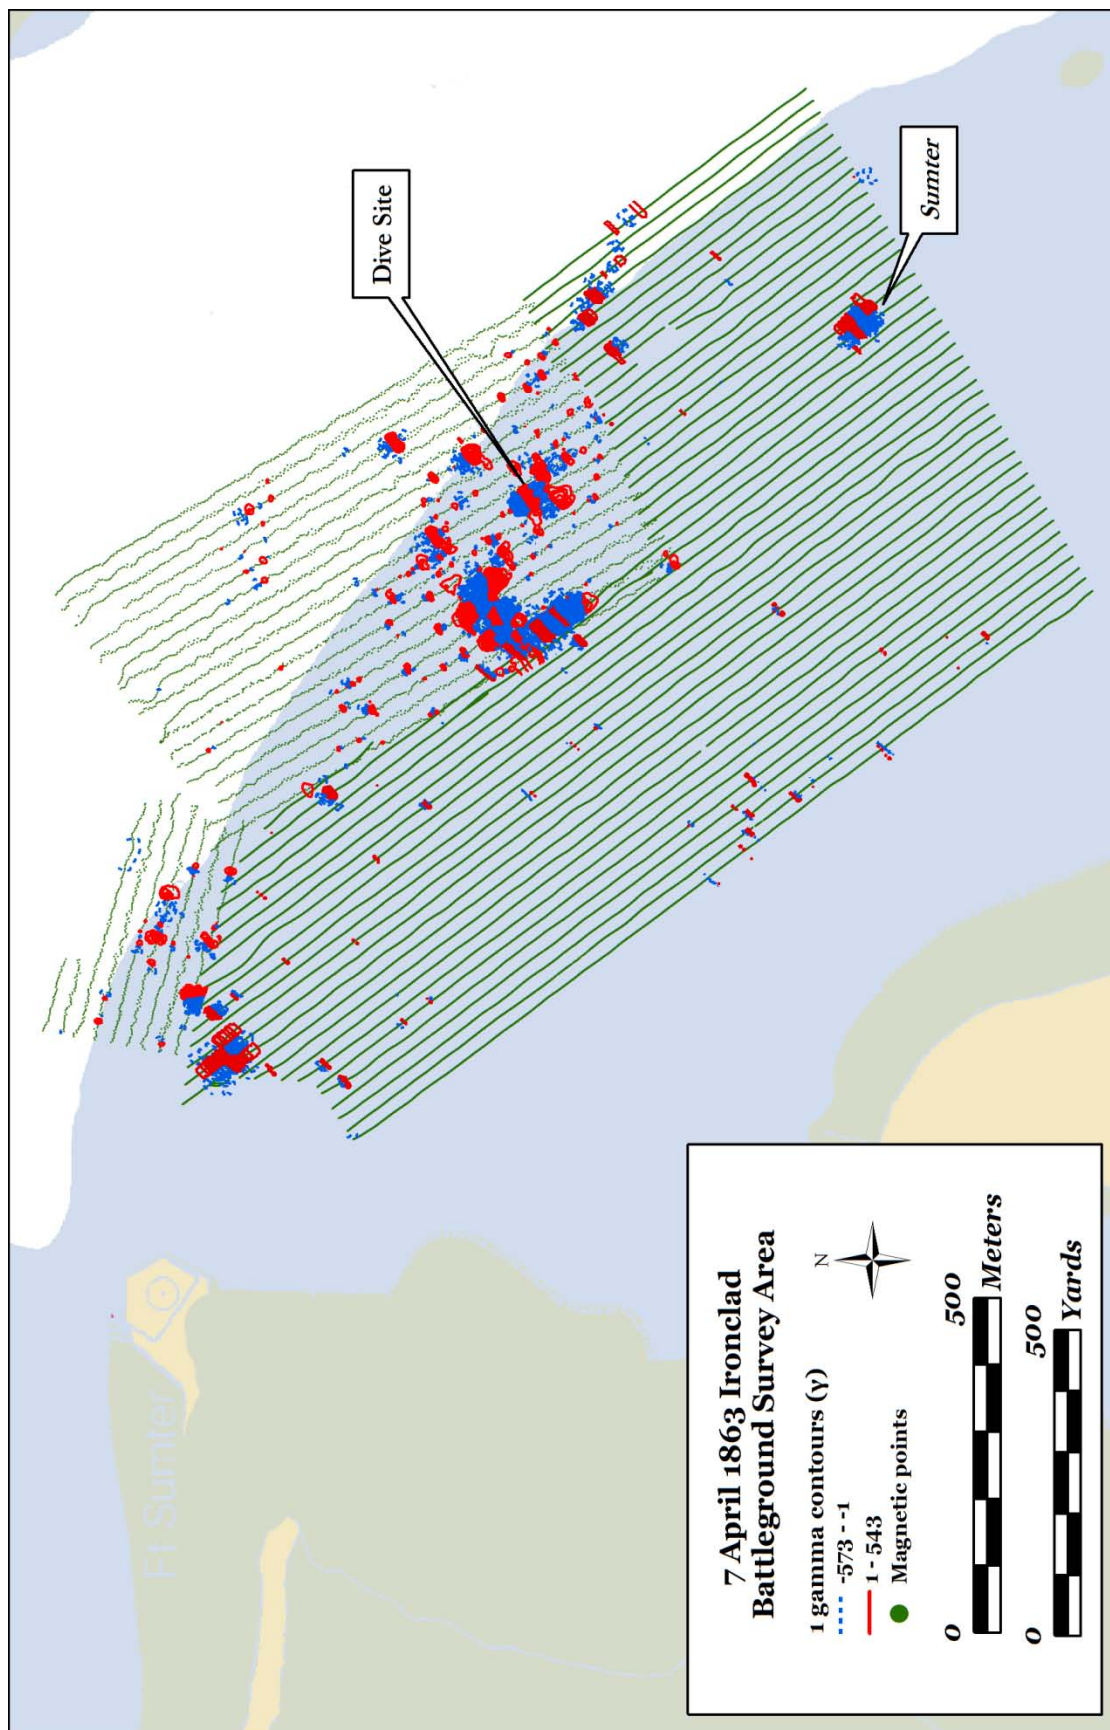 Dive Site
Sumter
Ft Sumter
7 April 1863 Ironclad
Battleground Survey Area
1 gamma contours (γ)
-573 - -1
1 - 543
Magnetic points
N
0 500
Meters
0 500
Yards